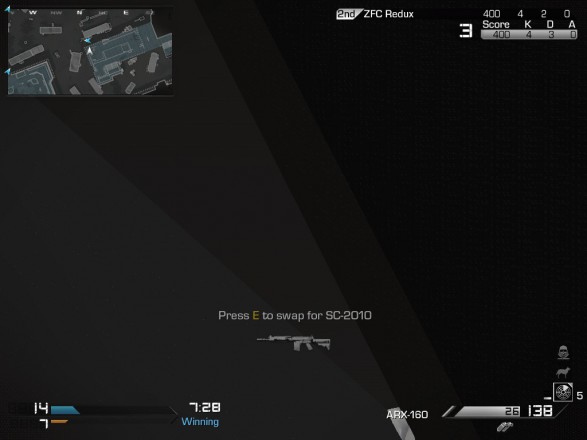 W N E
2nd ZFC Redux 400 4 2 0
Score K D A
3 400 4 3 0
Press E to swap for SC-2010
5
14 7:28
7 Winning
ARX-160 26 138